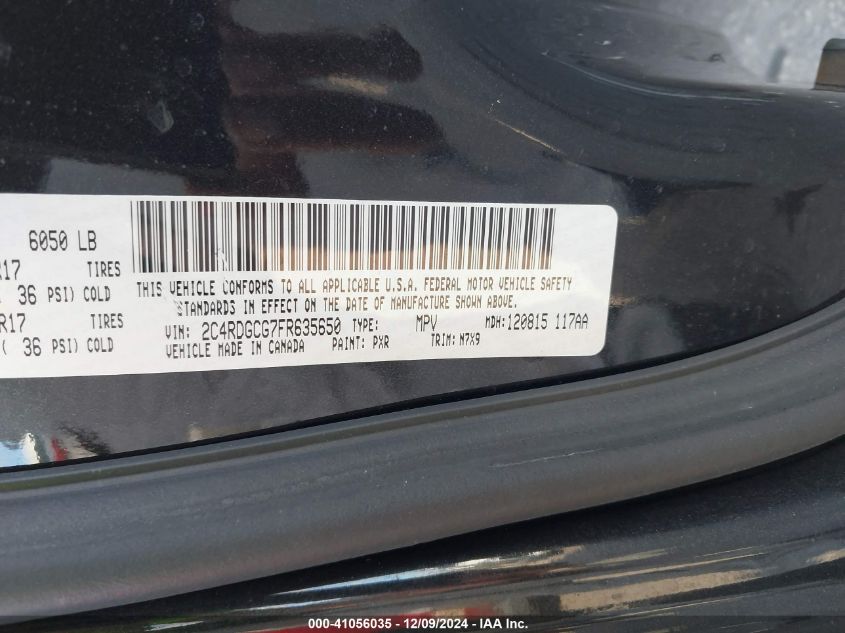 6050 LB
R17 TIRES
36 PSI) COLD
R17 TIRES
( 36 PSI) COLD
THIS VEHICLE CONFORMS TO ALL APPLICABLE U.S.A. FEDERAL MOTOR VEHICLE SAFETY
STANDARDS IN EFFECT ON THE DATE OF MANUFACTURE SHOWN ABOVE.
VIN: 2C4RDGCG7FR635650 TYPE: MPV MDH:120815 117AA
VEHICLE MADE IN CANADA PAINT: PXR TRIM: N7X9
000-41056035 - 12/09/2024 - IAA Inc.